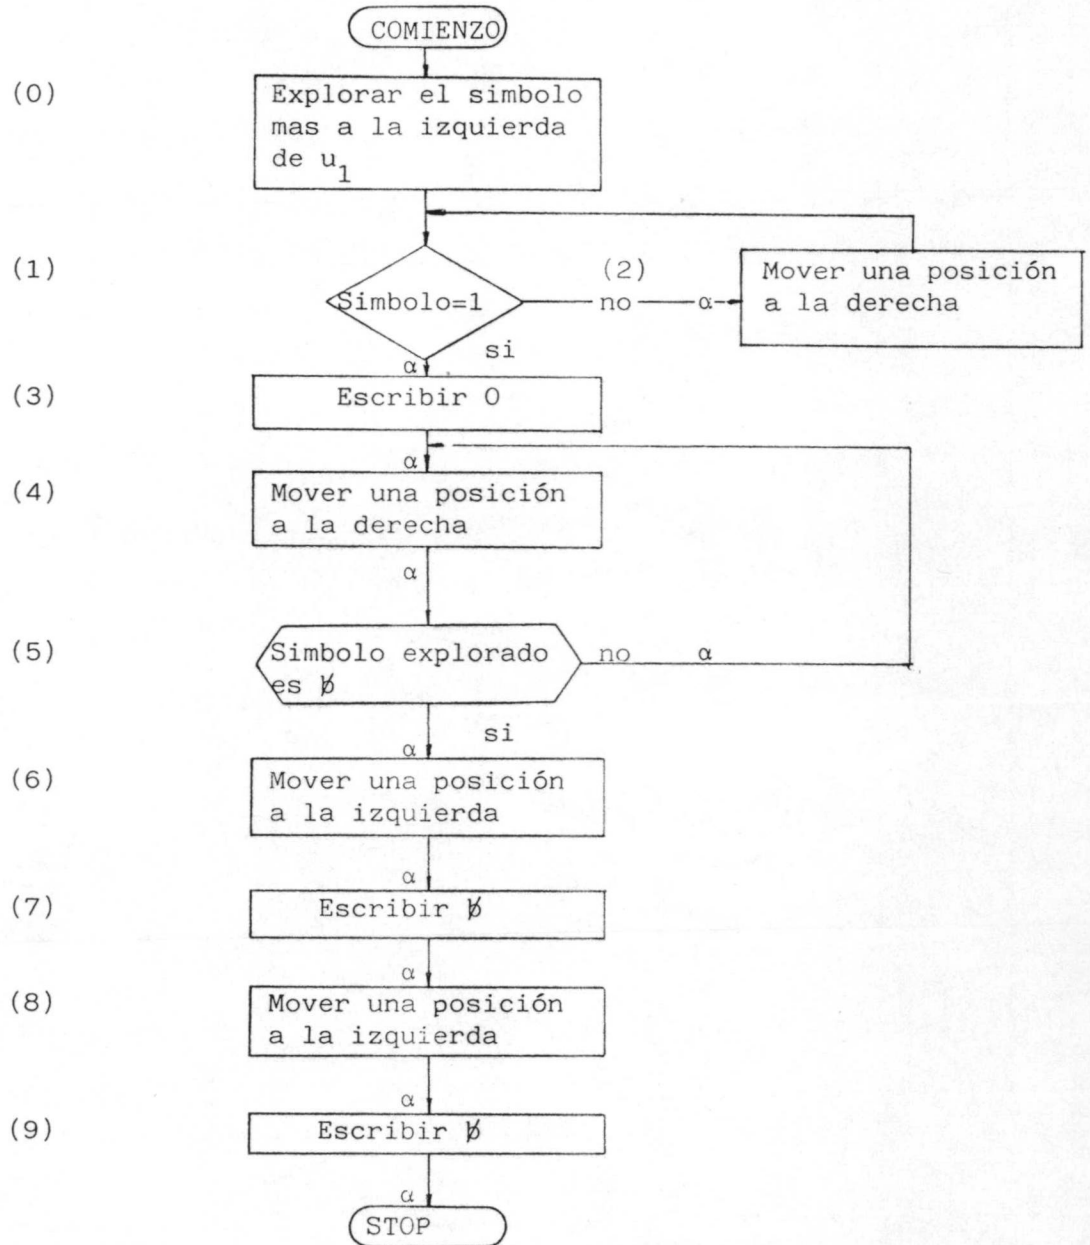 COMIENZO
(0)
Explorar el simbolo
mas a la izquierda
de u1
(1)
Simbolo=1
(2)
no
α
Mover una posición
a la derecha
si
α
(3)
Escribir 0
α
(4)
Mover una posición
a la derecha
α
(5)
Simbolo explorado
es b̸
no
α
si
α
(6)
Mover una posición
a la izquierda
α
(7)
Escribir b̸
α
(8)
Mover una posición
a la izquierda
α
(9)
Escribir b̸
α
STOP